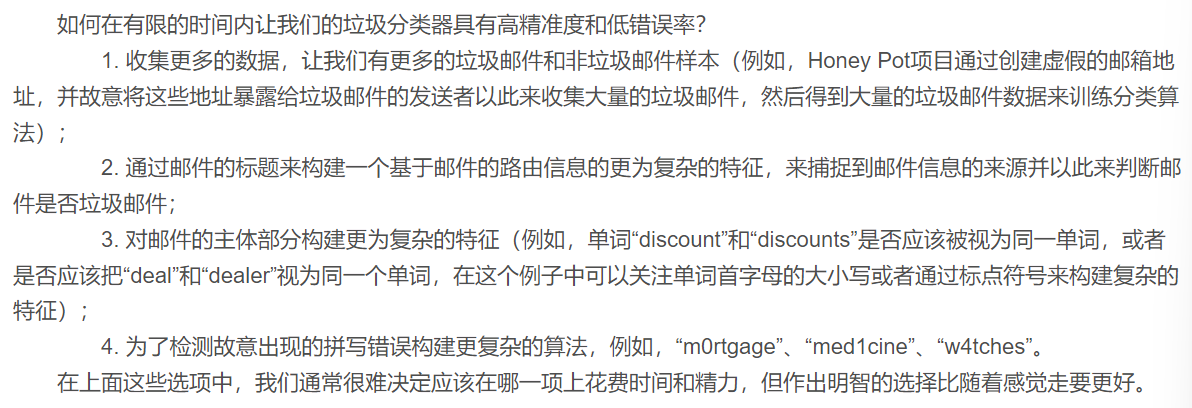 如何在有限的时间内让我们的垃圾分类器具有高精准度和低错误率?
1. 收集更多的数据，让我们有更多的垃圾邮件和非垃圾邮件样本（例如，Honey Pot项目通过创建虚假的邮箱地
址，并故意将这些地址暴露给垃圾邮件的发送者以此来收集大量的垃圾邮件，然后得到大量的垃圾邮件数据来训练分类算
法）；
2. 通过邮件的标题来构建一个基于邮件的路由信息的更为复杂的特征，来捕捉到邮件信息的来源并以此来判断邮
件是否垃圾邮件；
3. 对邮件的主体部分构建更为复杂的特征（例如，单词“discount”和“discounts”是否应该被视为同一单词，或者
是否应该把“deal”和“dealer”视为同一个单词，在这个例子中可以关注单词首字母的大小写或者通过标点符号来构建复杂的
特征）；
4. 为了检测故意出现的拼写错误构建更复杂的算法，例如，“m0rtgage”、“med1cine”、“w4tches”。
在上面这些选项中，我们通常很难决定应该在哪一项上花费时间和精力，但作出明智的选择比随着感觉走要更好。